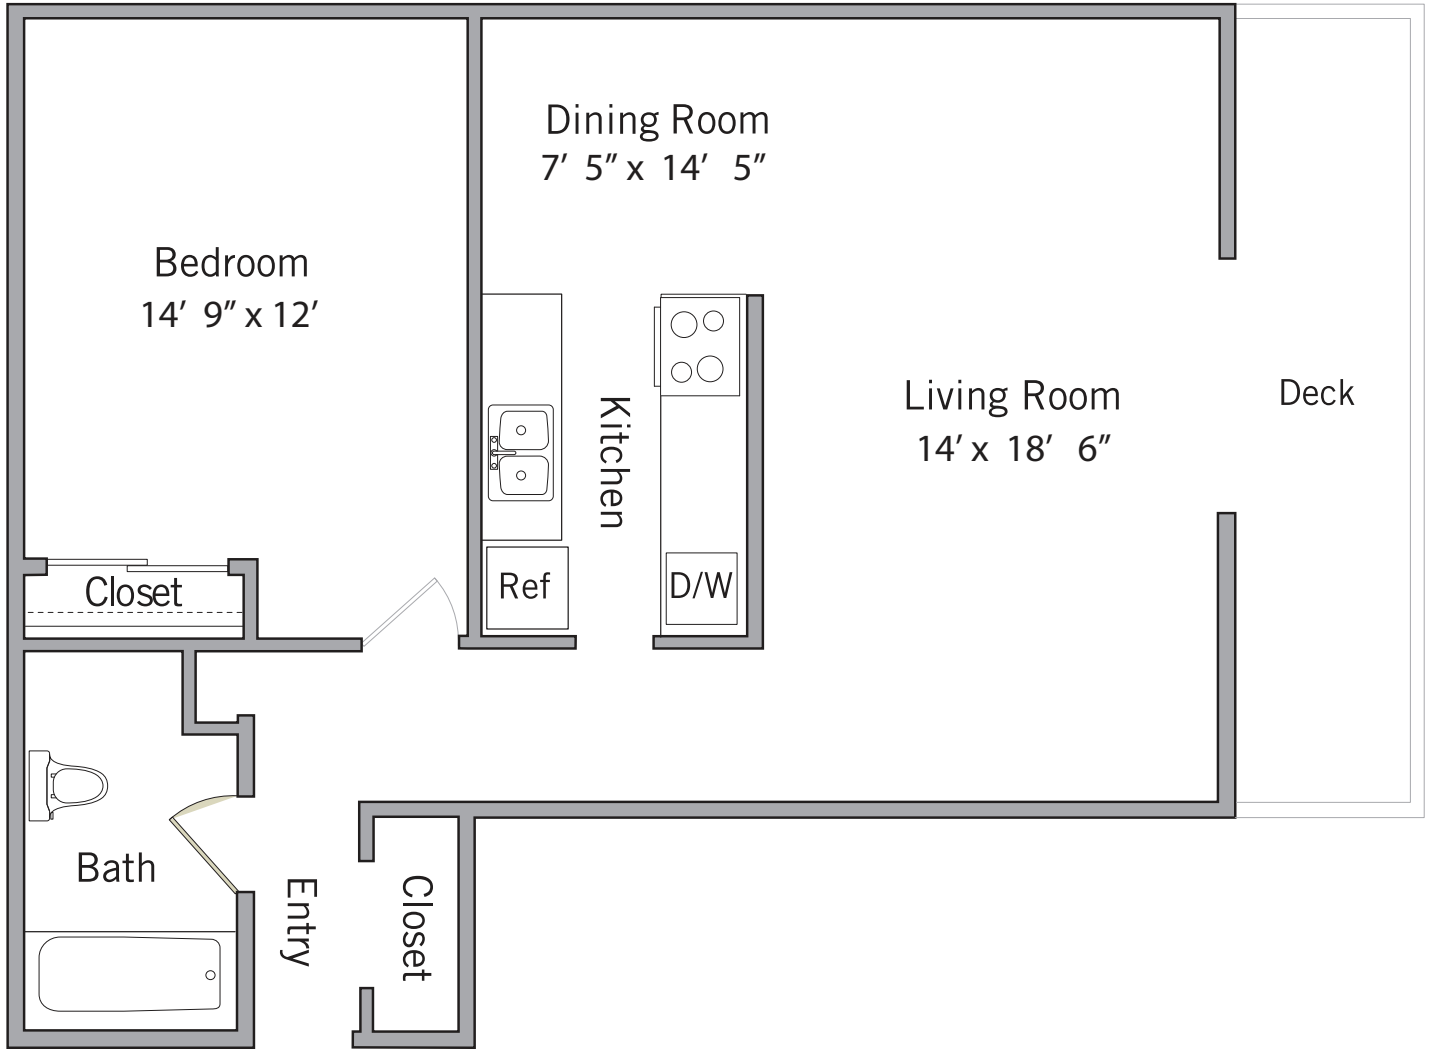 Dining Room
7’ 5” x 14’ 5”
Bedroom
14’ 9” x 12’
Living Room
14’ x 18’ 6”
Deck
Kitchen
Ref
D/W
Closet
Bath
Entry
Closet